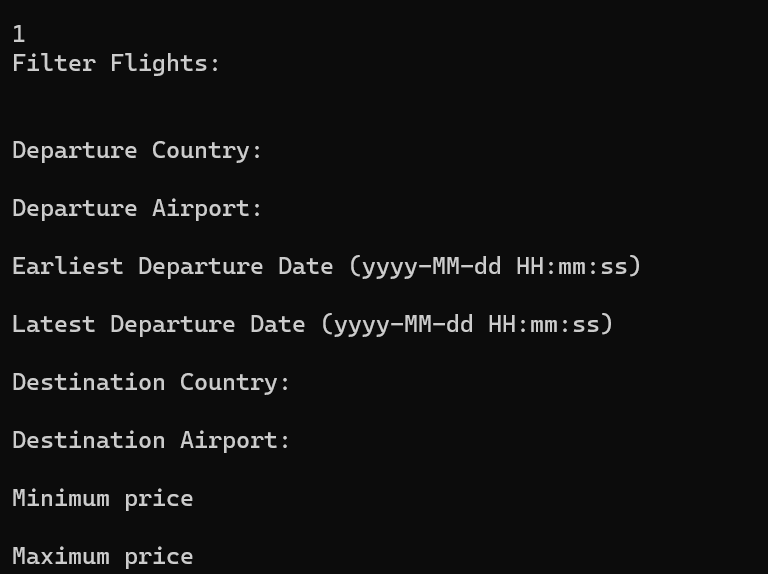 1
Filter Flights:
Departure Country:
Departure Airport:
Earliest Departure Date (yyyy-MM-dd HH:mm:ss)
Latest Departure Date (yyyy-MM-dd HH:mm:ss)
Destination Country:
Destination Airport:
Minimum price
Maximum price